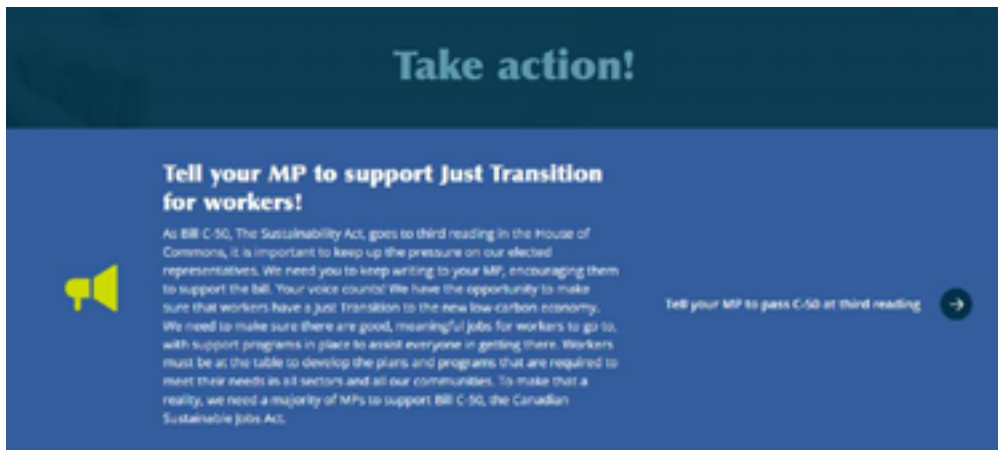 Take action!
Tell your MP to support Just Transition
for workers!
As Bill C-50, The Sustainability Act, goes to third reading in the House of
Commons, it is important to keep up the pressure on our elected
representatives. We need you to keep writing to your MP, encouraging them
to support the bill. Your voice counts! We have the opportunity to make
sure that workers have a Just Transition to the new low-carbon economy.
We need to make sure there are good, meaningful jobs for workers to go to,
with support programs in place to assist everyone in getting there. Workers
must be at the table to develop the plans and programs that are required to
meet their needs in all sectors and all our communities. To make that a
reality, we need a majority of MPs to support Bill C-50, the Canadian
Sustainable Jobs Act.
Tell your MP to pass C-50 at third reading